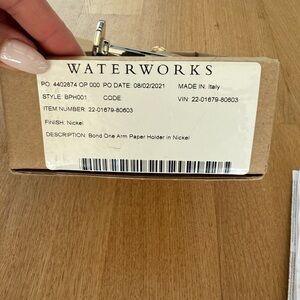 WATERWORKS
PO: 4402874 OP 000 PO DATE: 08/02/2021 MADE IN: Italy
STYLE: BPH001 CODE: VIN: 22-01679-80603
ITEM NUMBER: 22-01679-80603
FINISH: Nickel
DESCRIPTION: Bond One Arm Paper Holder in Nickel